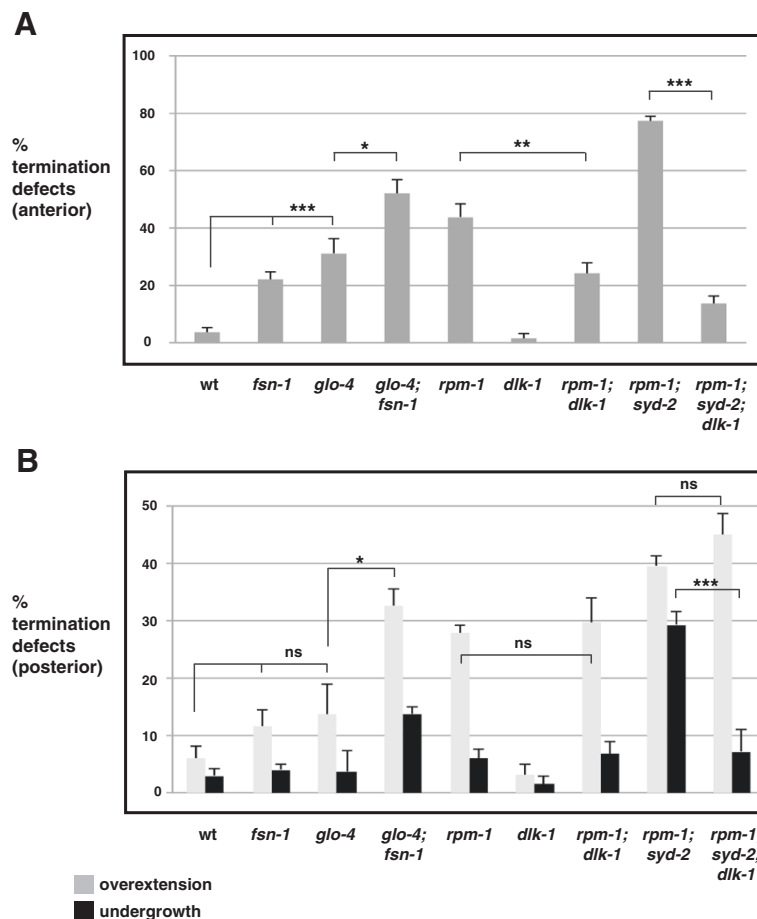 A
100
80
60
40
20
0
%
termination
defects
(anterior)
***
*
**
***
wt
fsn-1
glo-4
glo-4;
fsn-1
rpm-1
dlk-1
rpm-1;
dlk-1
rpm-1;
syd-2
rpm-1;
syd-2;
dlk-1
B
50
40
30
20
10
0
%
termination
defects
(posterior)
ns
*
ns
ns
***
wt
fsn-1
glo-4
glo-4;
fsn-1
rpm-1
dlk-1
rpm-1;
dlk-1
rpm-1;
syd-2
rpm-1
syd-2,
dlk-1
overextension
undergrowth